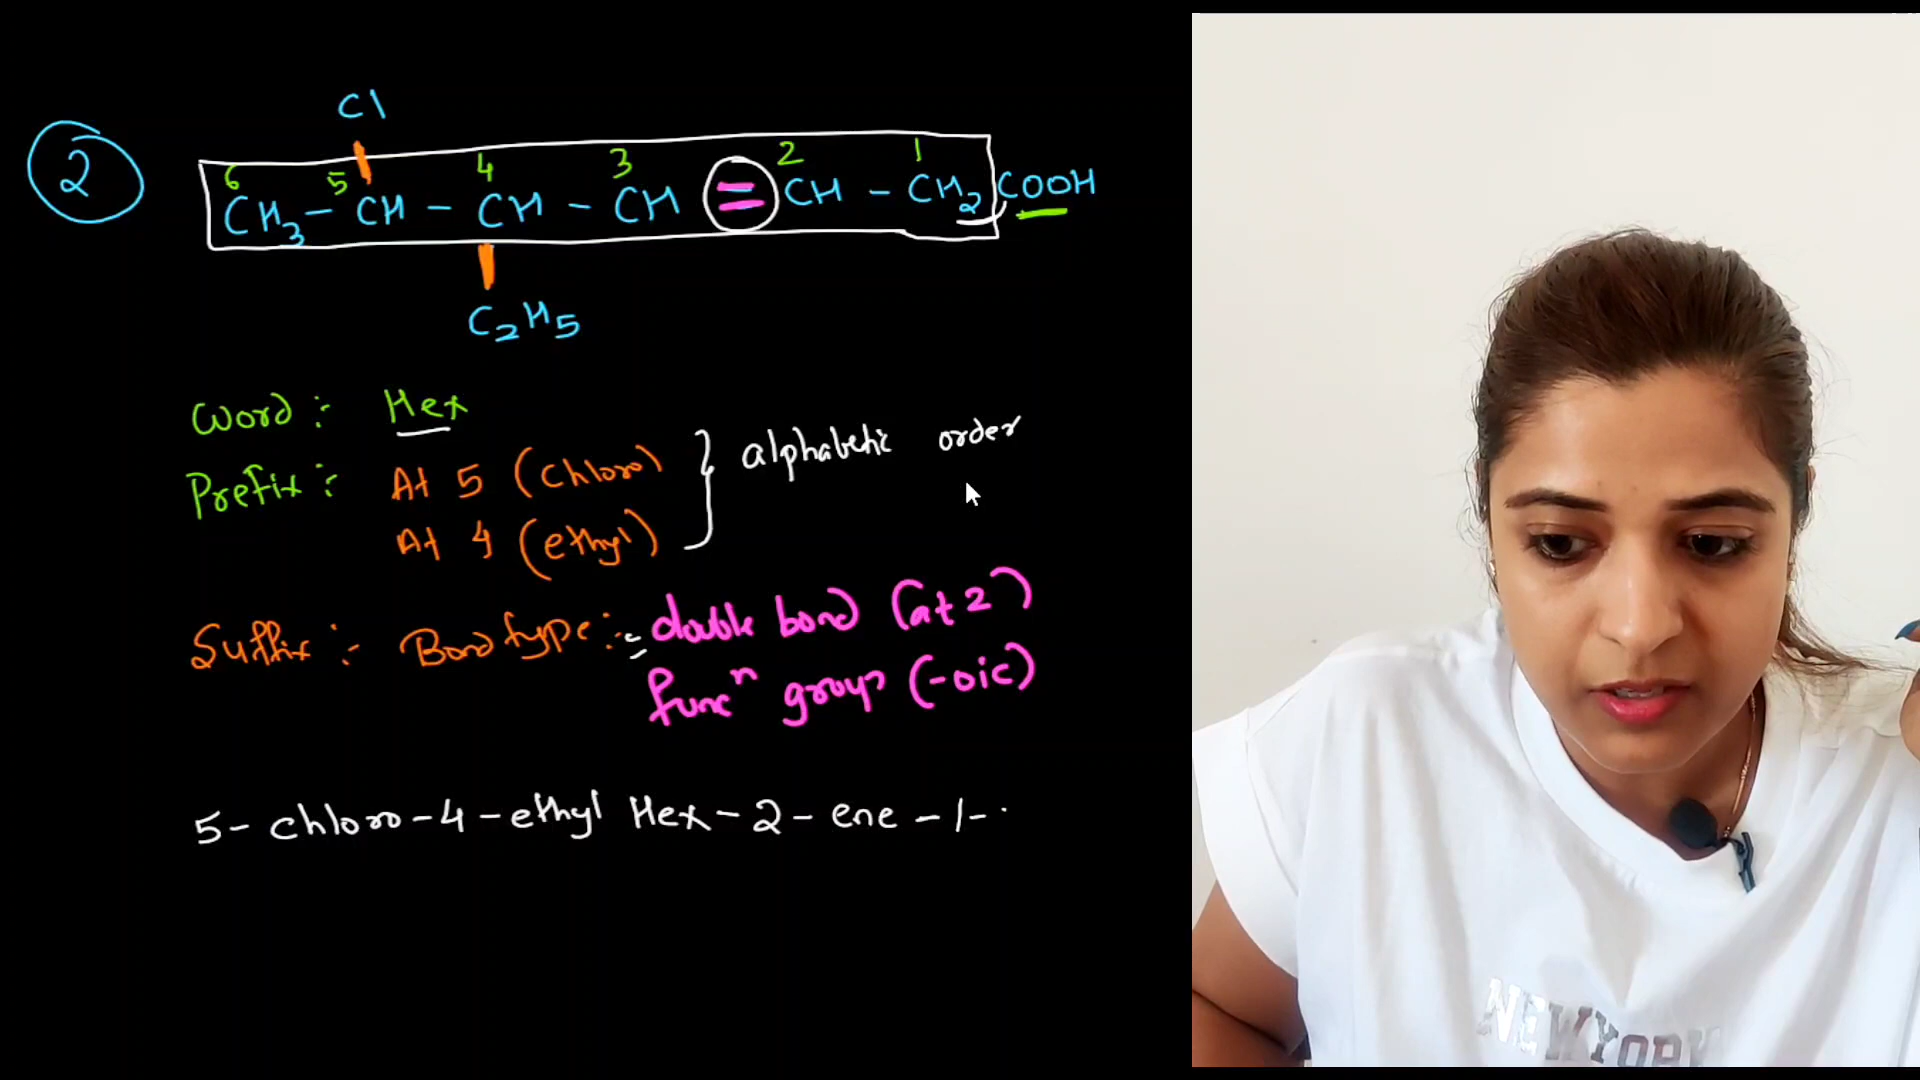 2
Cl
6 5 4 3 2 1
CH3 – CH – CH – CH = CH – CH2 COOH
C2H5
Word :- Hex
Prefix :- At 5 (Chloro)
At 4 (ethyl)
} alphabetic order
Suffix :- Bond type :- double bond (at 2)
funcⁿ group (-oic)
5- chloro-4-ethyl Hex-2-ene-1-
NEWYORK